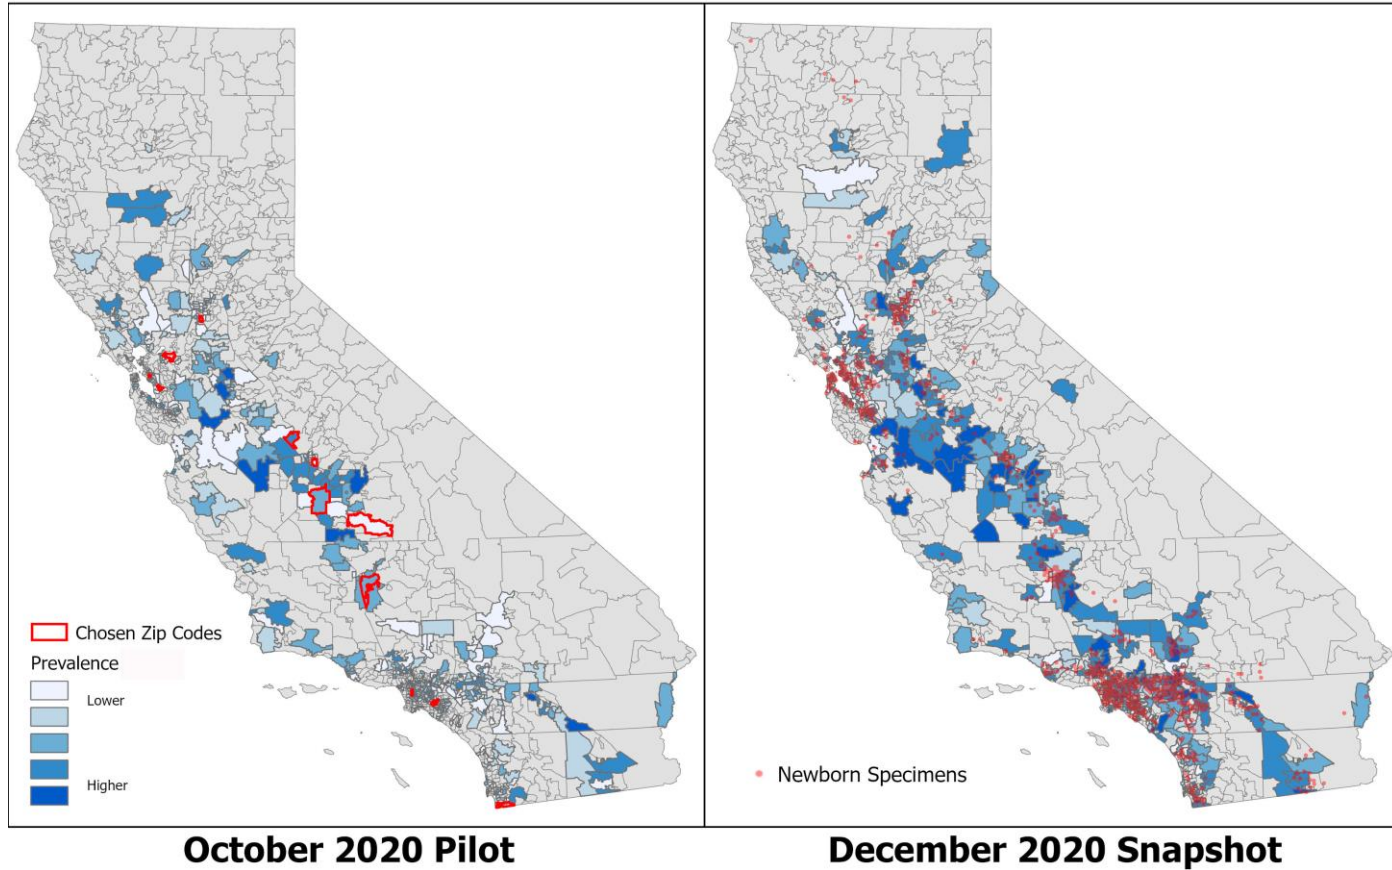 Chosen Zip Codes
Prevalence
Lower
Higher
Newborn Specimens
October 2020 Pilot
December 2020 Snapshot